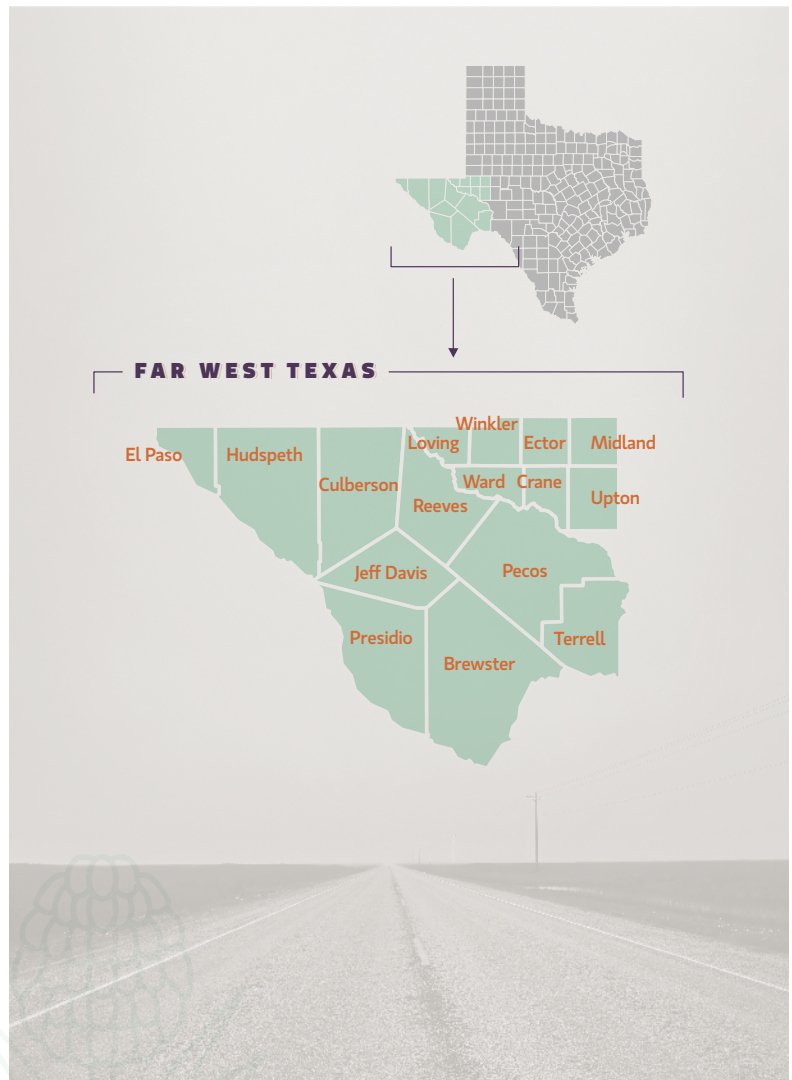 FAR WEST TEXAS
Winkler
Loving
Ector
Midland
El Paso
Hudspeth
Culberson
Ward
Crane
Reeves
Upton
Jeff Davis
Pecos
Presidio
Terrell
Brewster